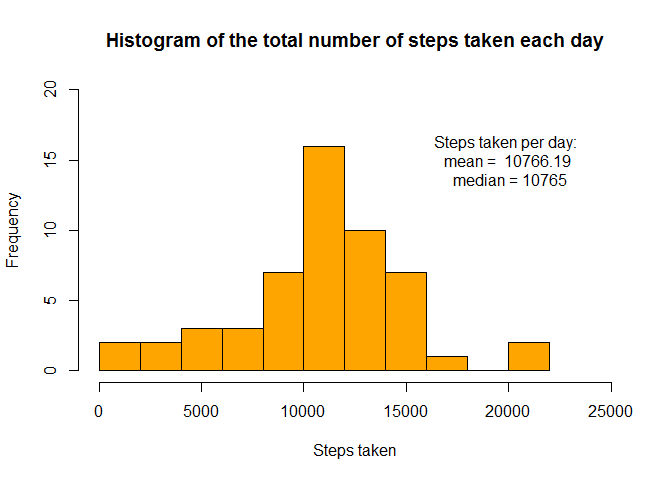 Histogram of the total number of steps taken each day
20
15
10
5
0
Frequency
Steps taken per day:
mean =  10766.19
median = 10765
0 5000 10000 15000 20000 25000
Steps taken